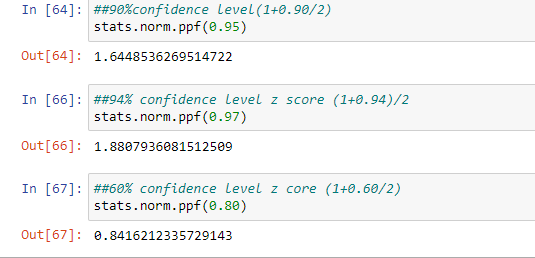 In [64]: ##90%confidence level(1+0.90/2)
stats.norm.ppf(0.95)
Out[64]: 1.6448536269514722
In [66]: ##94% confidence level z score (1+0.94)/2
stats.norm.ppf(0.97)
Out[66]: 1.8807936081512509
In [67]: ##60% confidence level z core (1+0.60/2)
stats.norm.ppf(0.80)
Out[67]: 0.8416212335729143